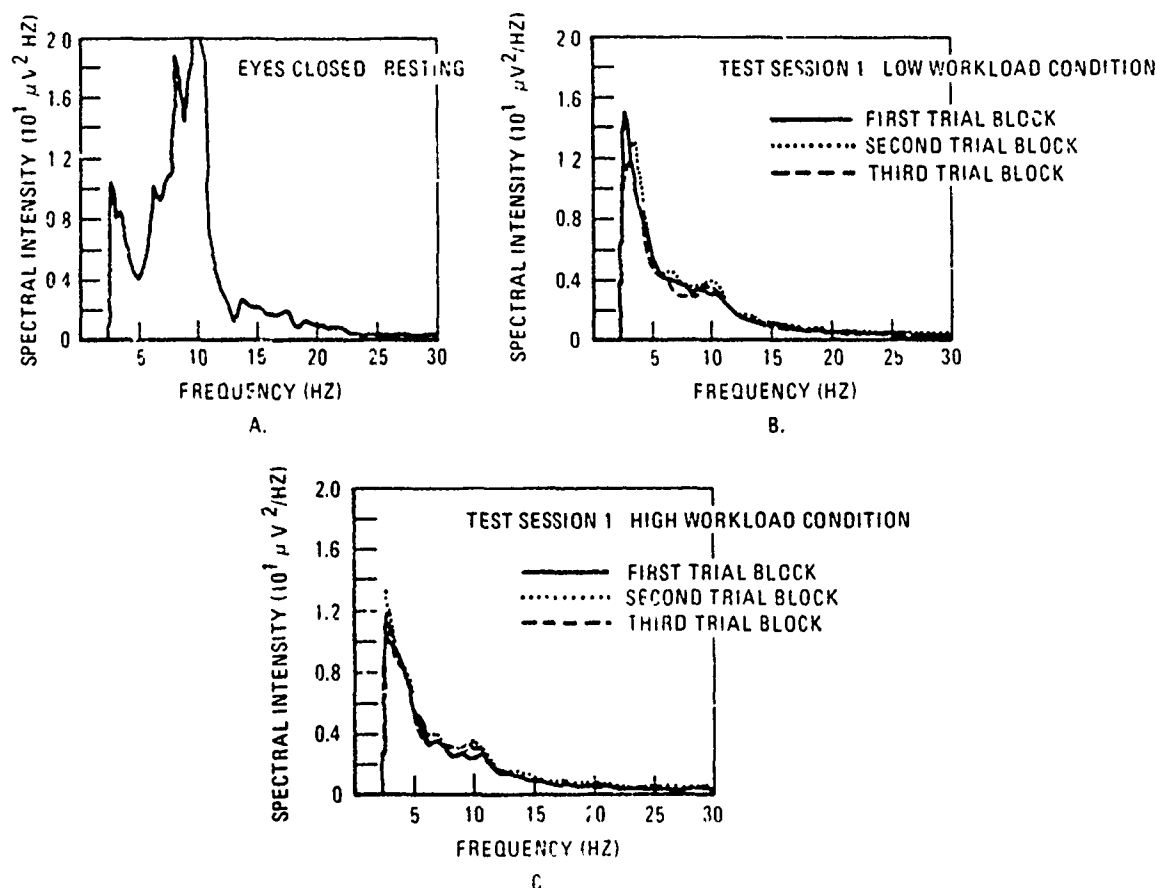 SPECTRAL INTENSITY (10¹ μV² HZ)
2.0
1.6
1.2
0.8
0.4
0
EYES CLOSED RESTING
5 10 15 20 25 30
FREQUENCY (HZ)
A.
SPECTRAL INTENSITY (10¹ μV²/HZ)
2.0
1.6
1.2
0.8
0.4
0
TEST SESSION 1 LOW WORKLOAD CONDITION
FIRST TRIAL BLOCK
SECOND TRIAL BLOCK
THIRD TRIAL BLOCK
5 10 15 20 25 30
FREQUENCY (HZ)
B.
SPECTRAL INTENSITY (10¹ μV²/HZ)
2.0
1.6
1.2
0.8
0.4
0
TEST SESSION 1 HIGH WORKLOAD CONDITION
FIRST TRIAL BLOCK
SECOND TRIAL BLOCK
THIRD TRIAL BLOCK
5 10 15 20 25 30
FREQUENCY (HZ)
C